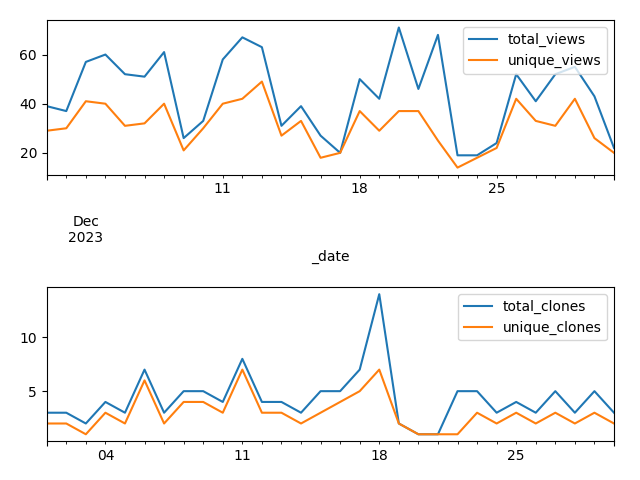 total_views
unique_views
60
40
20
11 18 25
Dec
2023
_date
total_clones
unique_clones
10
5
04 11 18 25